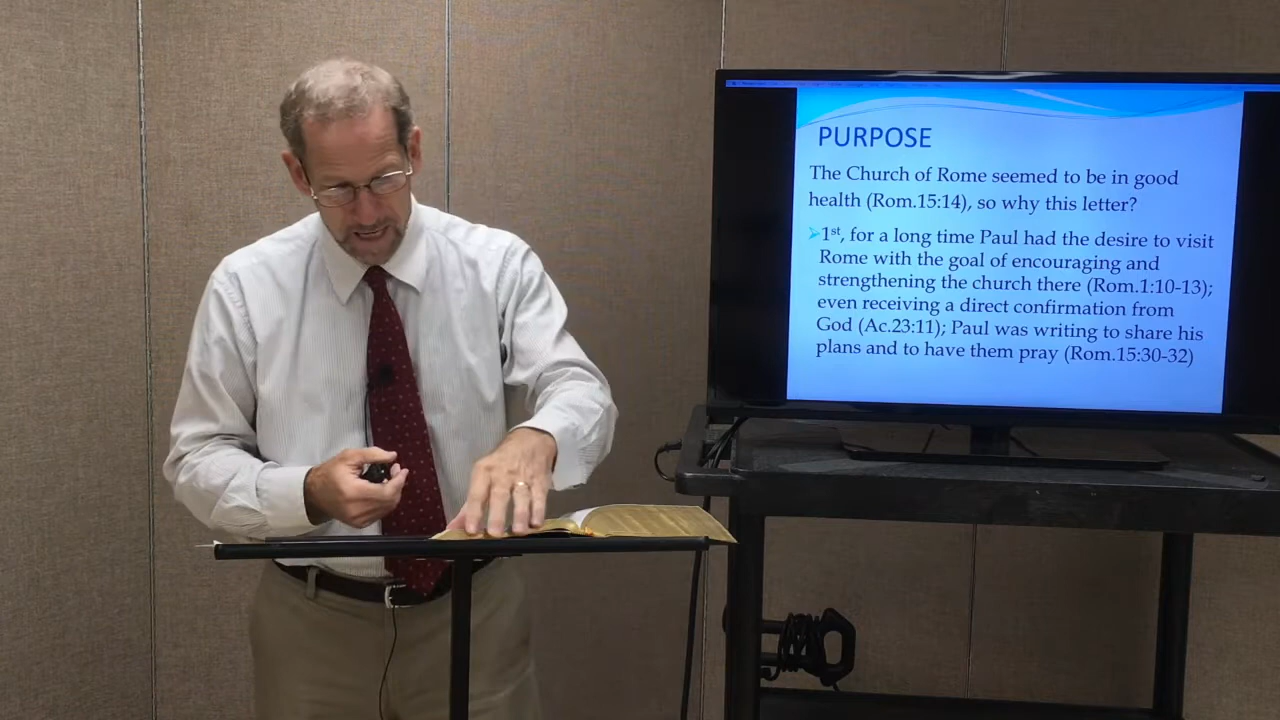 PURPOSE
The Church of Rome seemed to be in good
health (Rom.15:14), so why this letter?
1st, for a long time Paul had the desire to visit
Rome with the goal of encouraging and
strengthening the church there (Rom.1:10-13);
even receiving a direct confirmation from
God (Ac.23:11); Paul was writing to share his
plans and to have them pray (Rom.15:30-32)